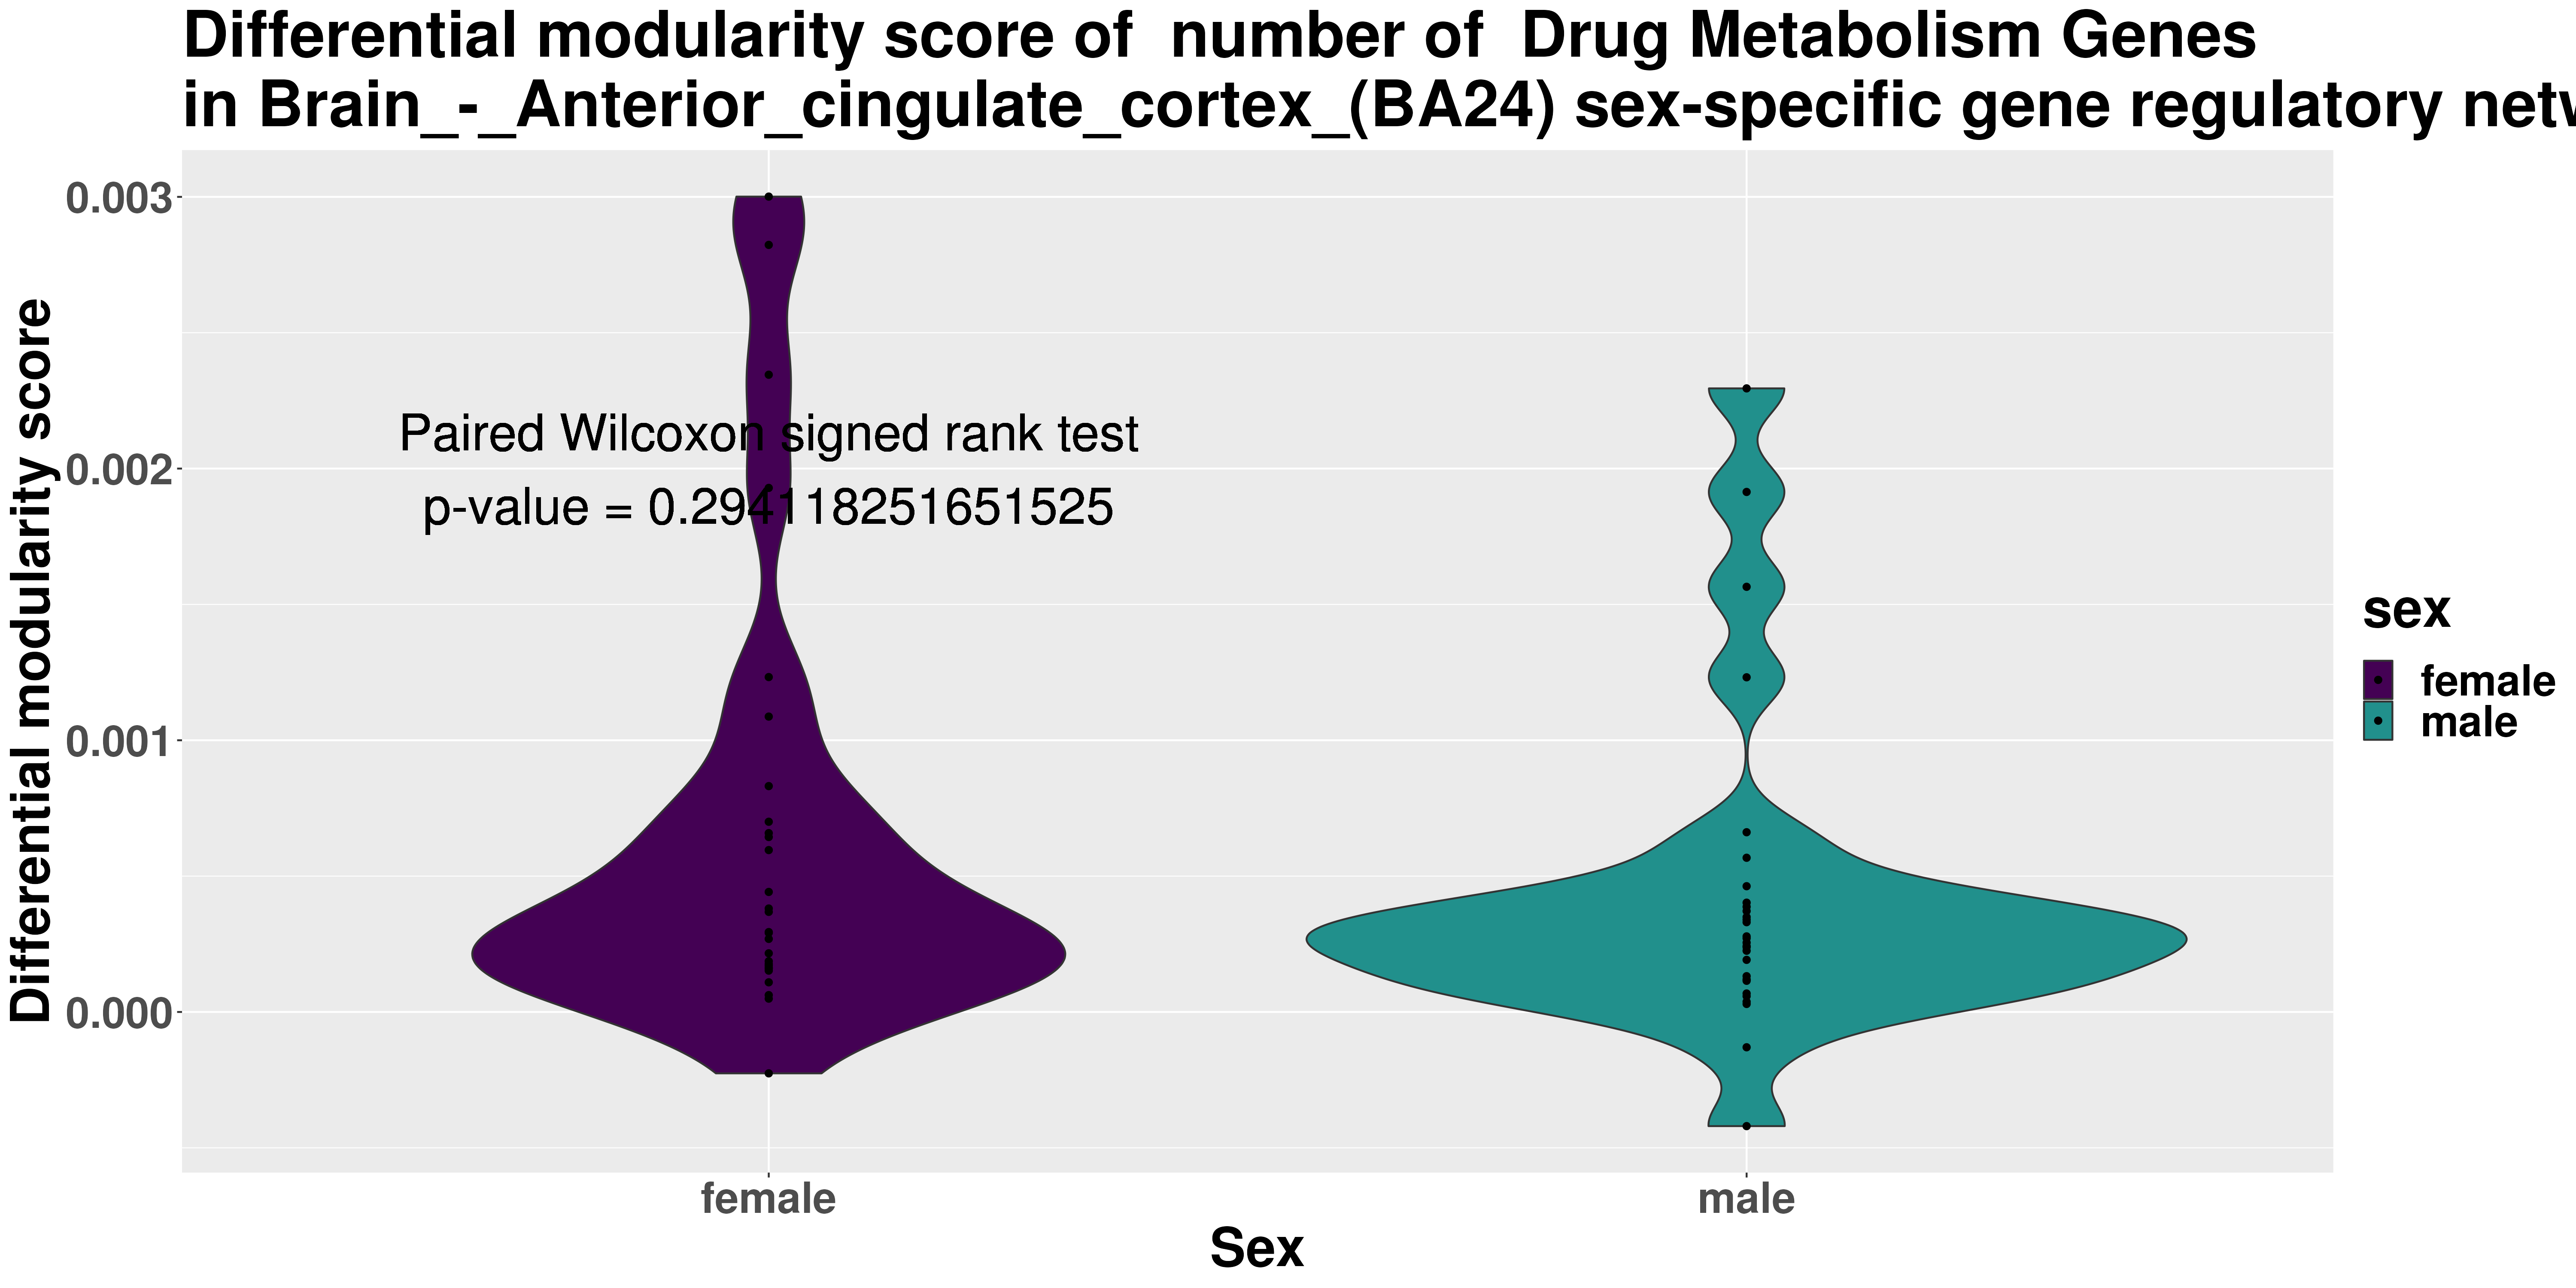 Differential modularity score of  number of  Drug Metabolism Genes
in Brain_-_Anterior_cingulate_cortex_(BA24) sex-specific gene regulatory
Differential modularity score
0.003
0.002
0.001
0.000
Paired Wilcoxon signed rank test
p-value = 0.294118251651525
female
male
Sex
sex
female
male